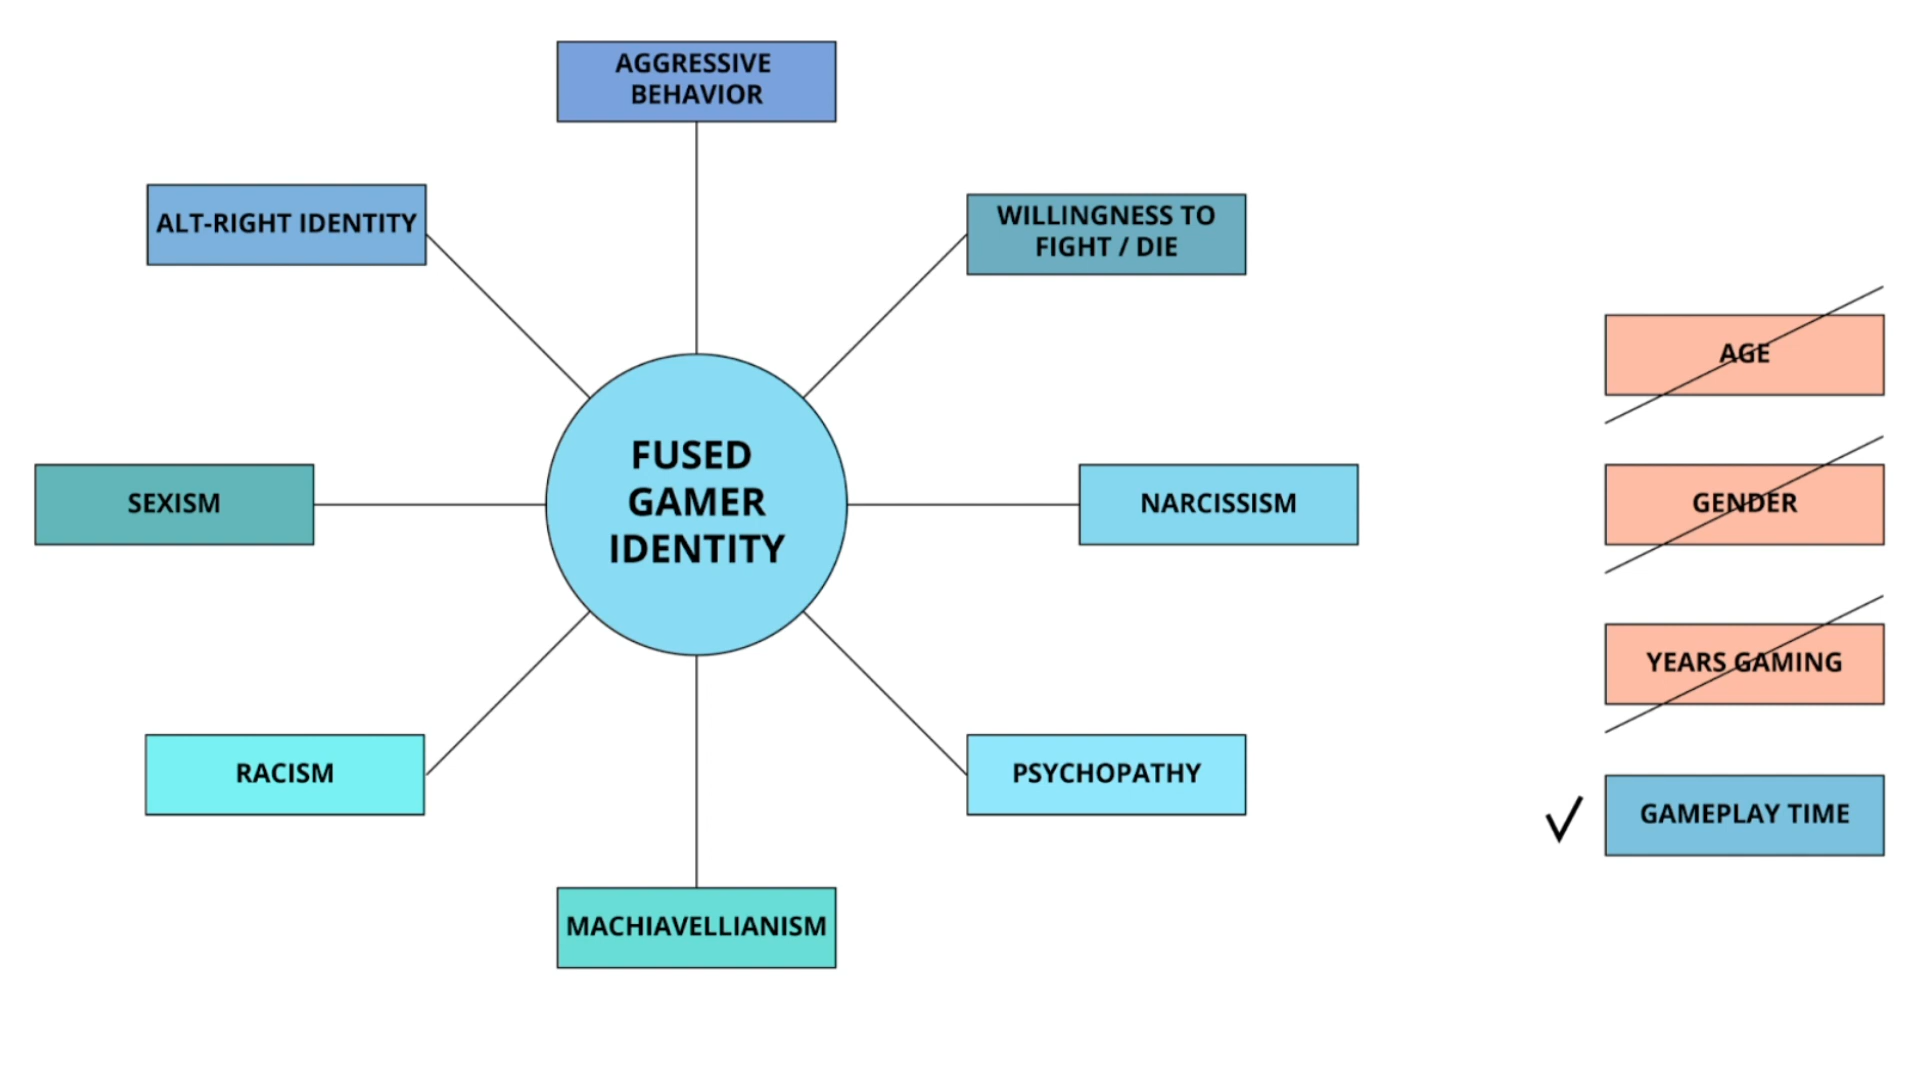 AGGRESSIVE
BEHAVIOR
ALT-RIGHT IDENTITY
WILLINGNESS TO
FIGHT / DIE
SEXISM
FUSED
GAMER
IDENTITY
NARCISSISM
RACISM
PSYCHOPATHY
MACHIAVELLIANISM
AGE
GENDER
YEARS GAMING
GAMEPLAY TIME